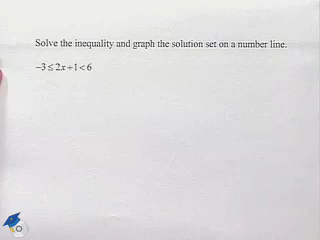 Solve the inequality and graph the solution set on a number line.
−3≤2x+1<6